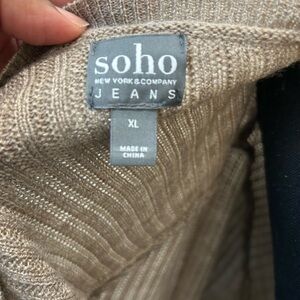 soho
NEW YORK & COMPANY
JEANS
XL
MADE IN
CHINA